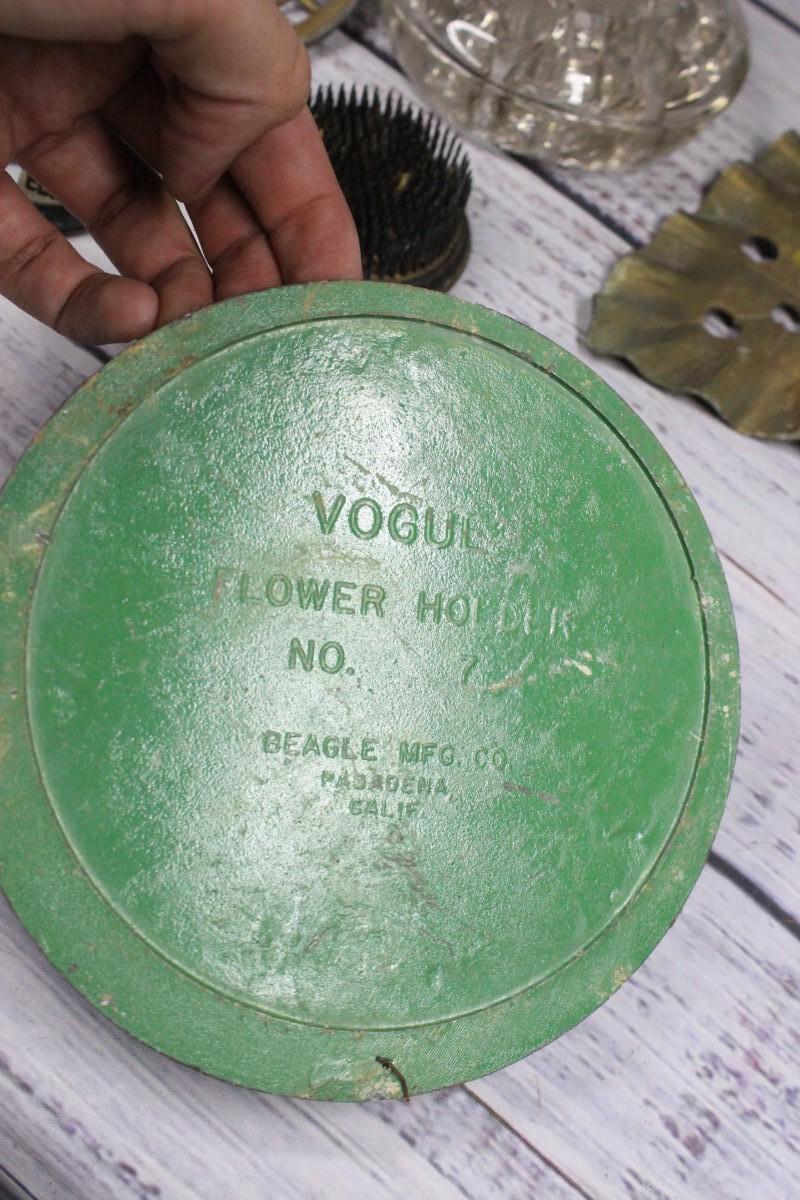 VOGUE
FLOWER HOLDER
NO. 7
BEAGLE MFG. CO.
PASADENA,
CALIF.